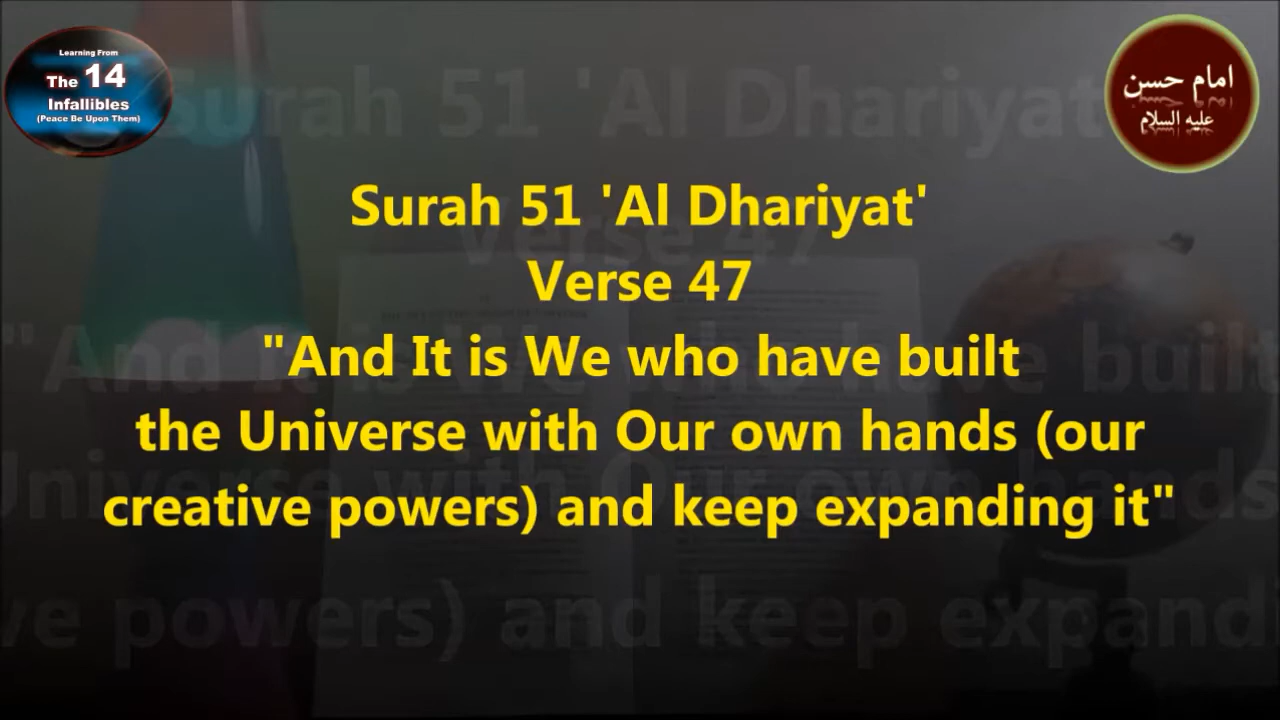 Learning From
The 14
Infallibles
(Peace Be Upon Them)
امام حسن
علیه السلام
Surah 51 'Al Dhariyat'
Verse 47
"And It is We who have built
the Universe with Our own hands (our
creative powers) and keep expanding it"